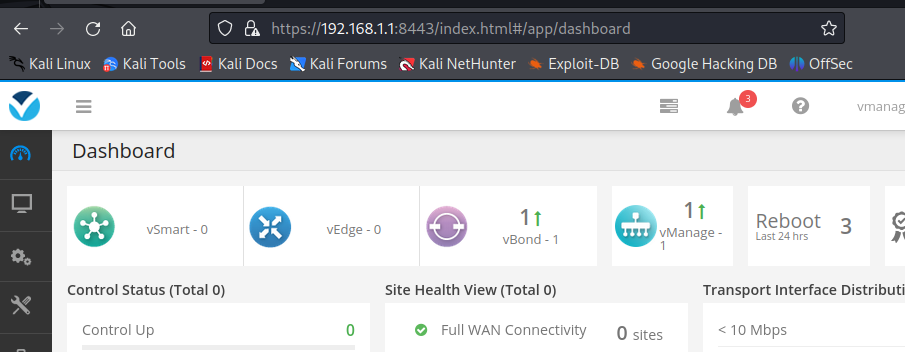 https://192.168.1.1:8443/index.html#/app/dashboard
Kali Linux Kali Tools Kali Docs Kali Forums Kali NetHunter Exploit-DB Google Hacking DB OffSec
3 vmanag
Dashboard
vSmart - 0
vEdge - 0
1
vBond - 1
1
vManage -
1
Reboot 3
Last 24 hrs
Control Status (Total 0)
Control Up 0
Site Health View (Total 0)
Full WAN Connectivity 0 sites
Transport Interface Distributi
< 10 Mbps